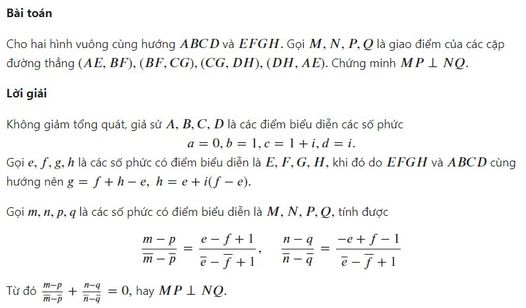 Bài toán
Cho hai hình vuông cùng hướng ABCD và EFGH. Gọi M, N, P, Q là giao điểm của các cặp
đường thẳng (AE, BF), (BF, CG), (CG, DH), (DH, AE). Chứng minh MP ⊥ NQ.
Lời giải
Không giảm tổng quát, giả sử A, B, C, D là các điểm biểu diễn các số phức
a = 0, b = 1, c = 1 + i, d = i.
Gọi e, f, g, h là các số phức có điểm biểu diễn là E, F, G, H, khi đó do EFGH và ABCD cùng
hướng nên g = f + h − e, h = e + i(f − e).
Gọi m, n, p, q là các số phức có điểm biểu diễn là M, N, P, Q, tính được
$\frac{m-p}{\overline{m}-\overline{p}} = \frac{e-f+1}{\overline{e}-\overline{f}+1}, \quad \frac{n-q}{\overline{n}-\overline{q}} = \frac{-e+f-1}{\overline{e}-\overline{f}+1}$
Từ đó $\frac{m-p}{\overline{m}-\overline{p}} + \frac{n-q}{\overline{n}-\overline{q}} = 0$, hay MP ⊥ NQ.